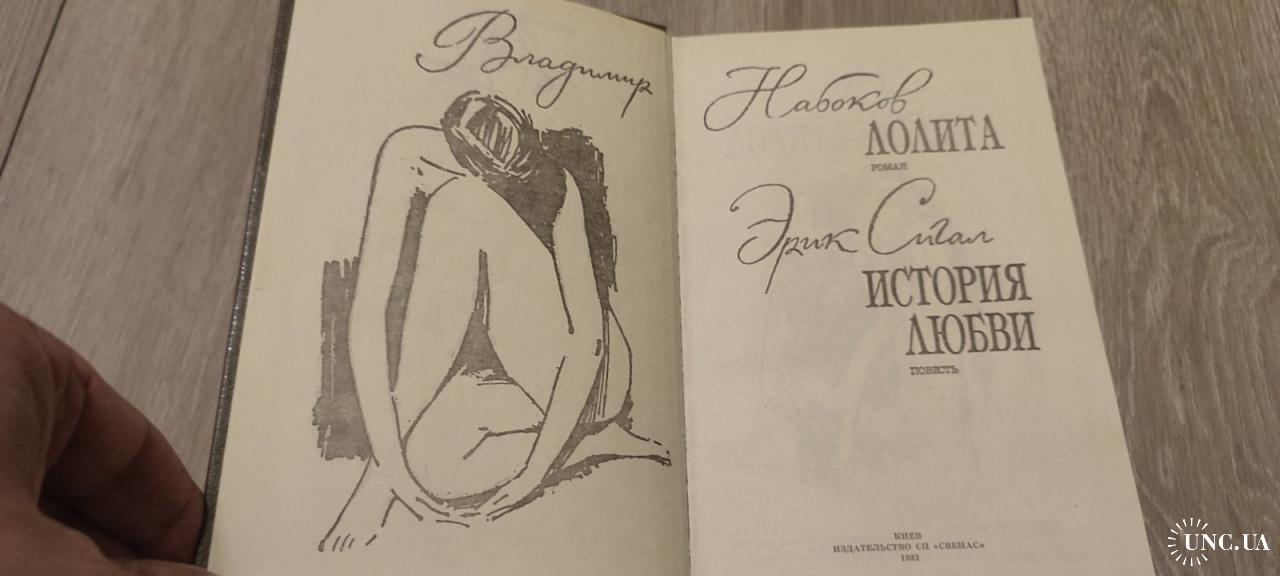 Владимир
Набоков
ЛОЛИТА
РОМАН
Эрик Сигал
ИСТОРИЯ
ЛЮБВИ
ПОВЕСТЬ
КИЕВ
ИЗДАТЕЛЬСТВО СП «СВЕНАС»
1992
UNC.UA